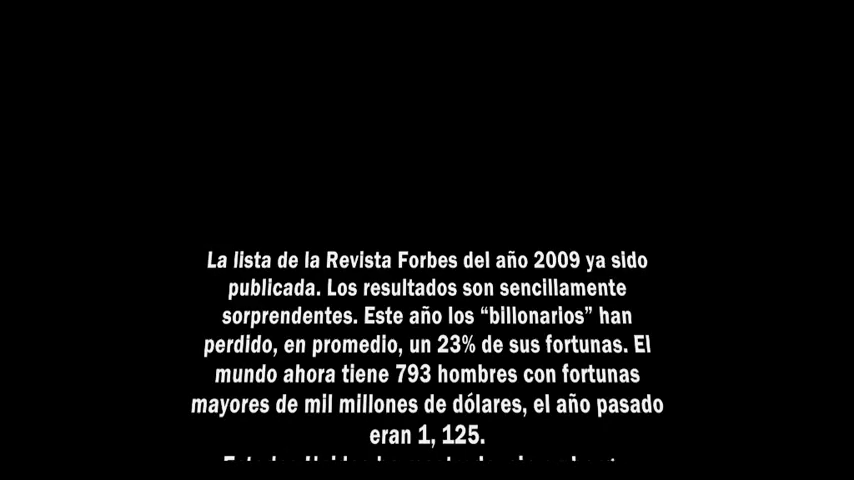 La lista de la Revista Forbes del año 2009 ya sido
publicada. Los resultados son sencillamente
sorprendentes. Este año los “billonarios” han
perdido, en promedio, un 23% de sus fortunas. El
mundo ahora tiene 793 hombres con fortunas
mayores de mil millones de dólares, el año pasado
eran 1, 125.